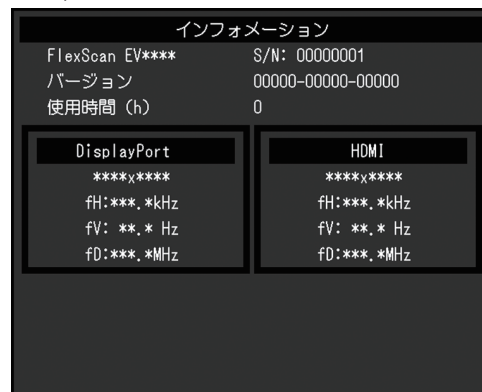 インフォメーション
FlexScan EV**** S/N: 00000001
バージョン 00000-00000-00000
使用時間 (h) 0
DisplayPort HDMI
****x**** ****x****
fH:***.*kHz fH:***.*kHz
fV: **.* Hz fV: **.* Hz
fD:***.*MHz fD:***.*MHz